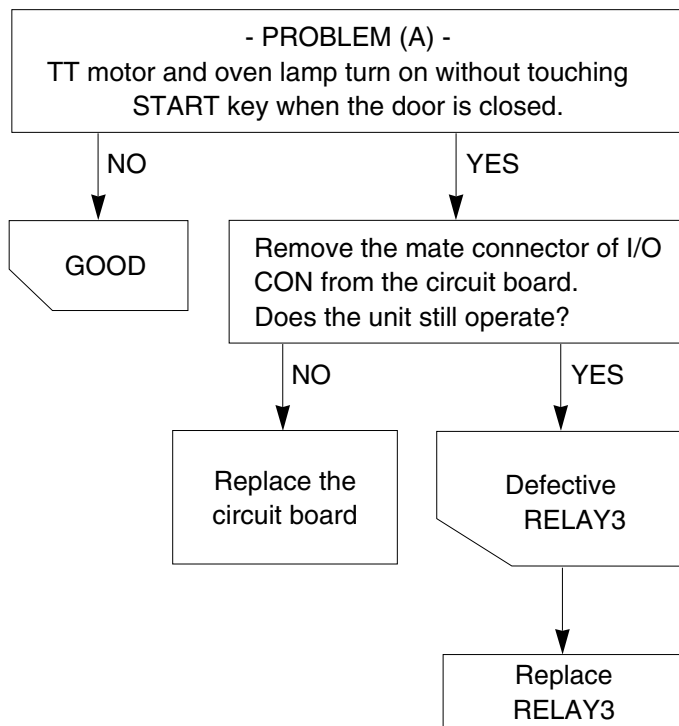 - PROBLEM (A) -
TT motor and oven lamp turn on without touching
START key when the door is closed.
NO
YES
GOOD
Remove the mate connector of I/O
CON from the circuit board.
Does the unit still operate?
NO
YES
Replace the
circuit board
Defective
RELAY3
Replace
RELAY3